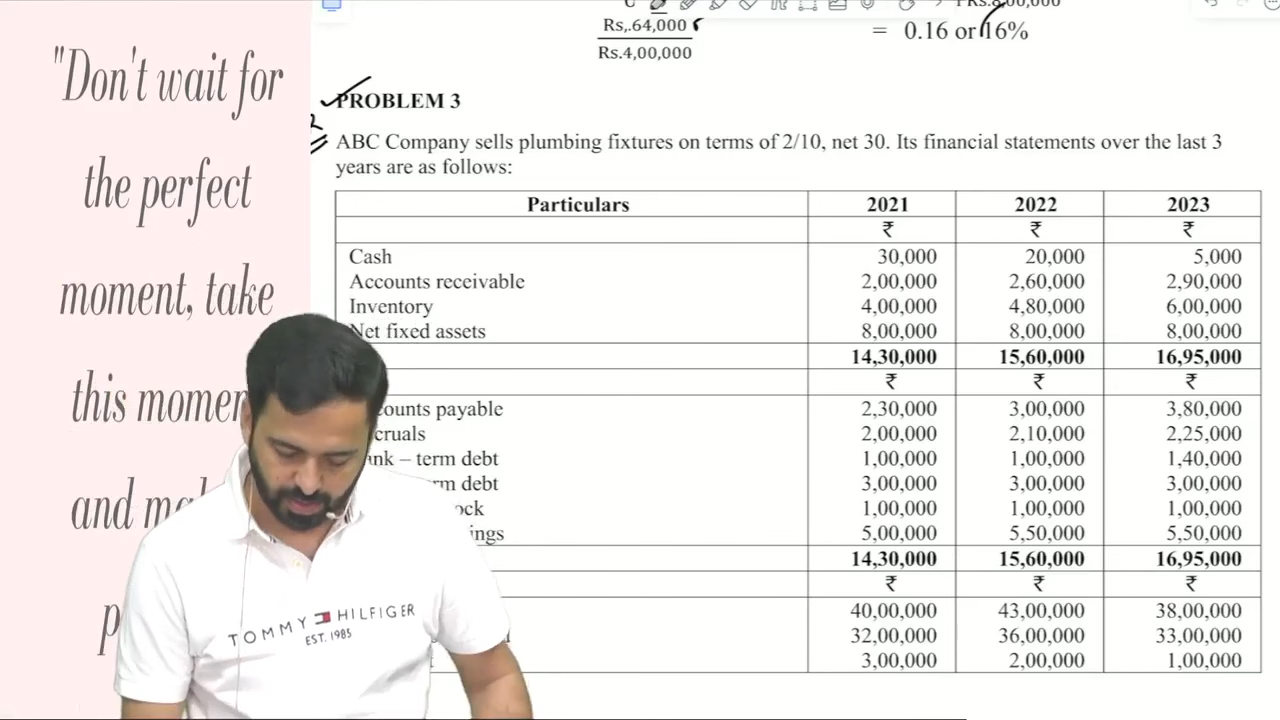 "Don't wait for
the perfect
moment, take
this
and
Rs,.64,000
Rs.4,00,000
= 0.16 or 16%
PROBLEM 3
ABC Company sells plumbing fixtures on terms of 2/10, net 30. Its financial statements over the last 3
years are as follows:
Particulars 2021 2022 2023
₹ ₹ ₹
Cash 30,000 20,000 5,000
Accounts receivable 2,00,000 2,60,000 2,90,000
Inventory 4,00,000 4,80,000 6,00,000
Net fixed assets 8,00,000 8,00,000 8,00,000
14,30,000 15,60,000 16,95,000
₹ ₹ ₹
payable 2,30,000 3,00,000 3,80,000
2,00,000 2,10,000 2,25,000
– term debt 1,00,000 1,00,000 1,40,000
debt 3,00,000 3,00,000 3,00,000
1,00,000 1,00,000 1,00,000
5,00,000 5,50,000 5,50,000
14,30,000 15,60,000 16,95,000
₹ ₹ ₹
40,00,000 43,00,000 38,00,000
32,00,000 36,00,000 33,00,000
3,00,000 2,00,000 1,00,000
TOMMY HILFIGER
EST. 1985